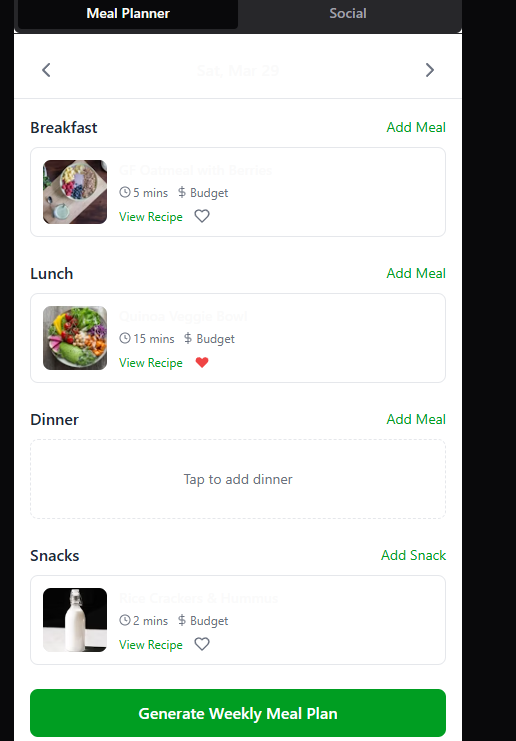 Meal Planner Social
Sat, Mar 29
Breakfast Add Meal
GF Oatmeal with Berries
5 mins $ Budget
View Recipe
Lunch Add Meal
Quinoa Veggie Bowl
15 mins $ Budget
View Recipe
Dinner Add Meal
Tap to add dinner
Snacks Add Snack
Rice Crackers & Hummus
2 mins $ Budget
View Recipe
Generate Weekly Meal Plan